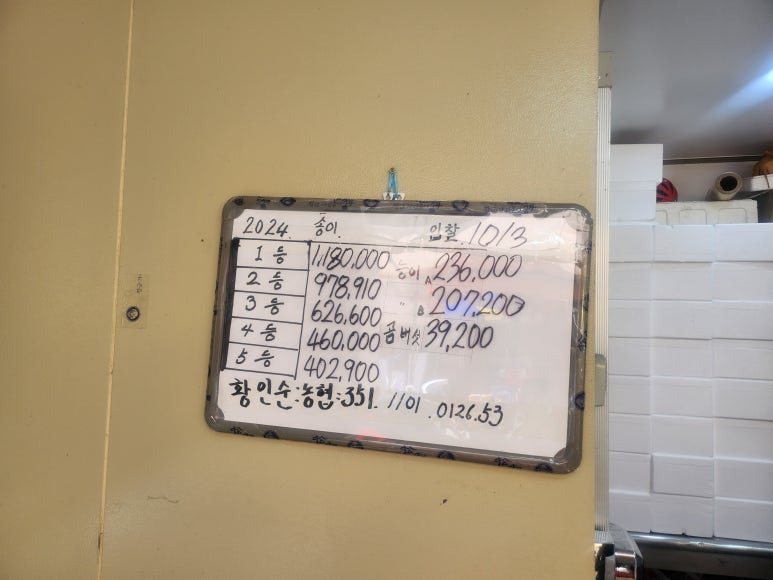 2024. 송이. 입찰. 10/3
1등 1,180,000 능이 A 236,000
2등 978,910 " B 207,200
3등 626,600 곰버섯 39,200
4등 460,000
5등 402,900
황인순:농협:351. 1101. 0126.53